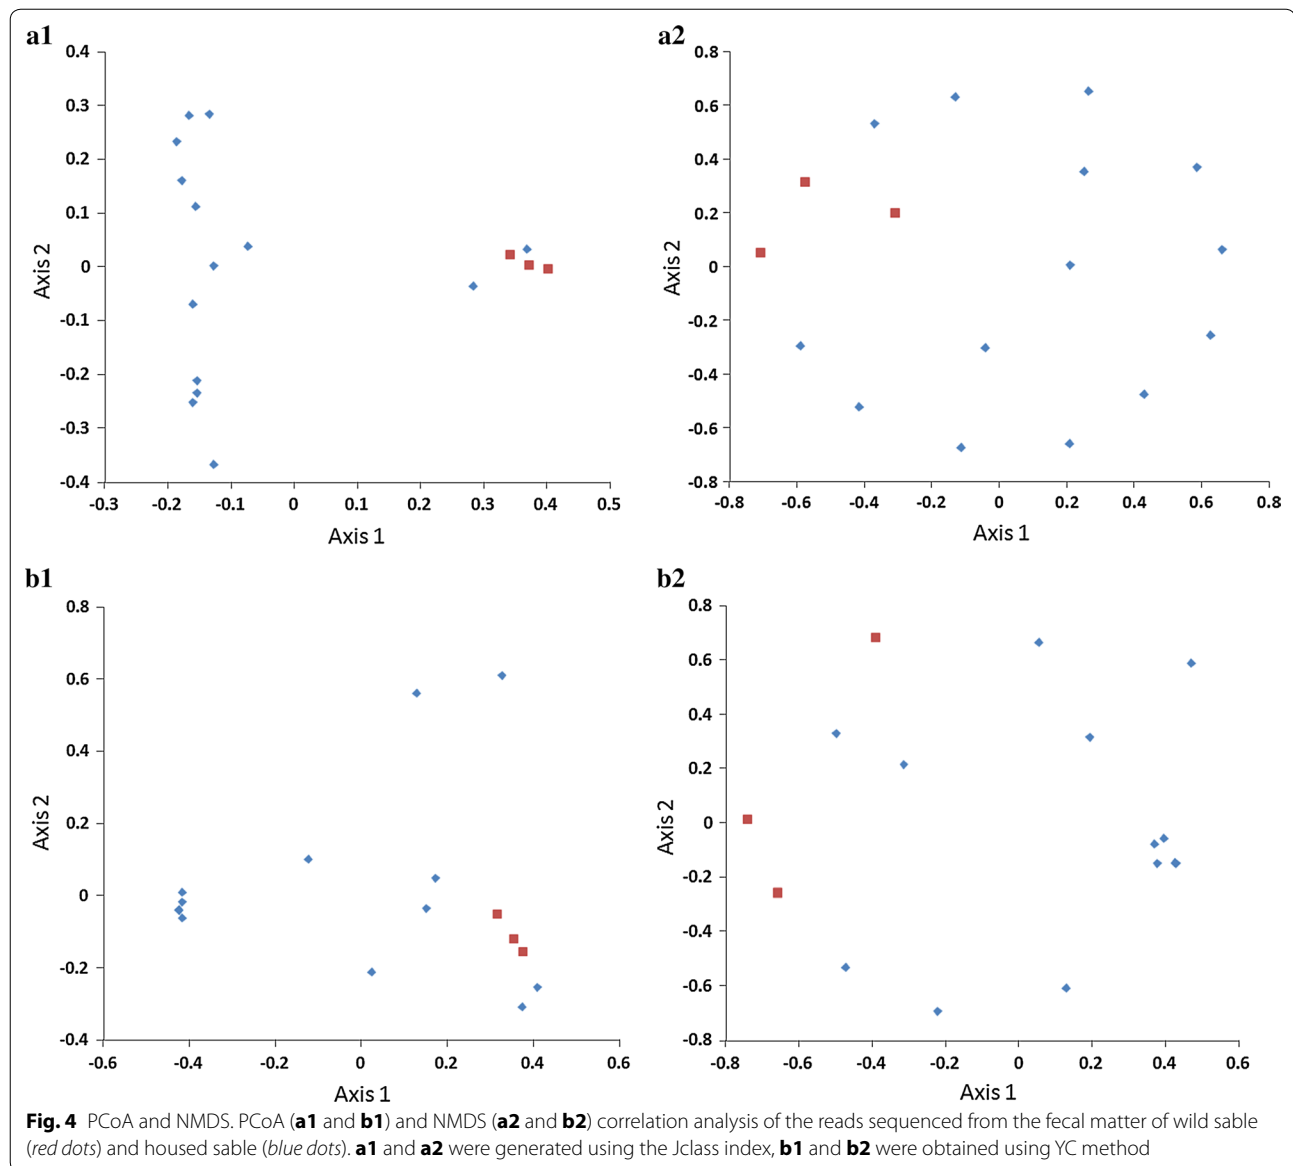 a1
0.4
0.3
0.2
0.1
0
-0.1
-0.2
-0.3
-0.4
Axis 2
-0.3 -0.2 -0.1 0 0.1 0.2 0.3 0.4 0.5
Axis 1
a2
0.8
0.6
0.4
0.2
0
-0.2
-0.4
-0.6
-0.8
Axis 2
-0.8 -0.6 -0.4 -0.2 0 0.2 0.4 0.6 0.8
Axis 1
b1
0.8
0.6
0.4
0.2
0
-0.2
-0.4
Axis 2
-0.6 -0.4 -0.2 0 0.2 0.4 0.6
Axis 1
b2
0.8
0.6
0.4
0.2
0
-0.2
-0.4
-0.6
-0.8
Axis 2
-0.8 -0.6 -0.4 -0.2 0 0.2 0.4 0.6
Axis 1
Fig. 4 PCoA and NMDS. PCoA (a1 and b1) and NMDS (a2 and b2) correlation analysis of the reads sequenced from the fecal matter of wild sable
(red dots) and housed sable (blue dots). a1 and a2 were generated using the Jclass index, b1 and b2 were obtained using YC method